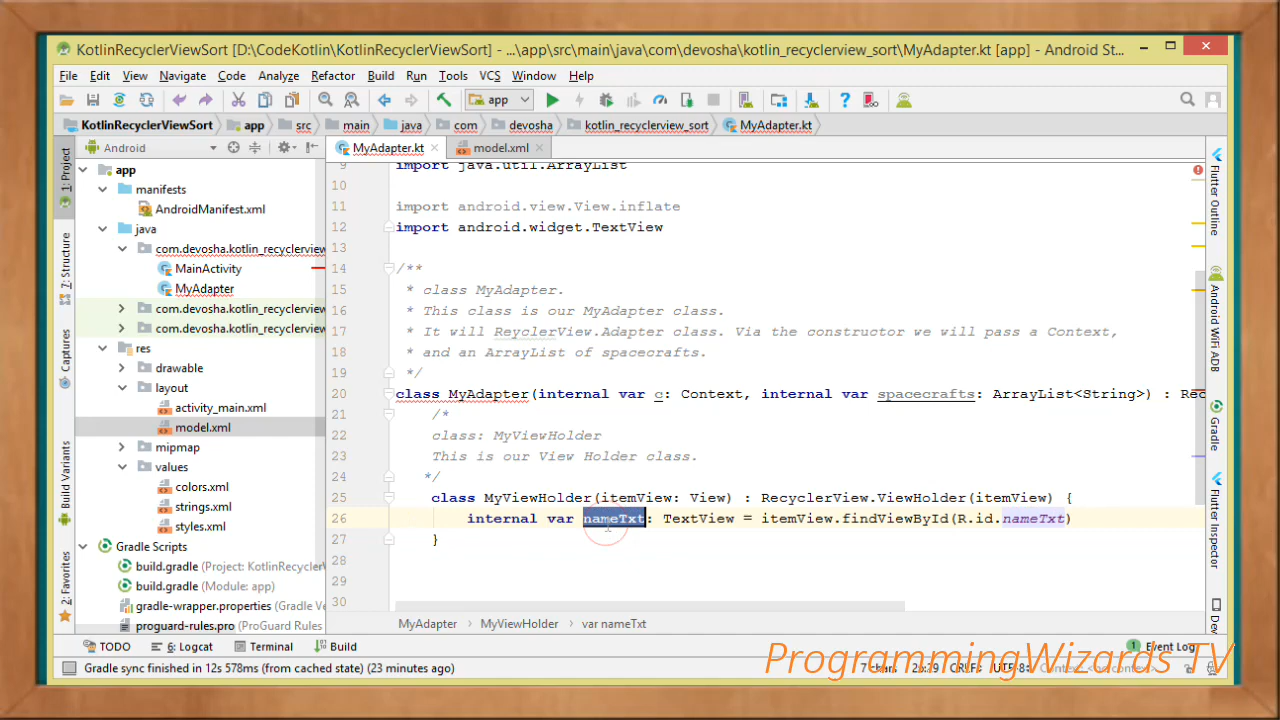 KotlinRecyclerViewSort [D:\CodeKotlin\KotlinRecyclerViewSort] - ...\app\src\main\java\com\devosha\kotlin_recyclerview_sort\MyAdapter.kt [app] - Android St...
File Edit View Navigate Code Analyze Refactor Build Run Tools VCS Window Help
app
KotlinRecyclerViewSort app src main java com devosha kotlin_recyclerview_sort MyAdapter.kt
Android MyAdapter.kt model.xml
1: Project
7: Structure
Captures
Build Variants
2: Favorites
app
manifests
AndroidManifest.xml
java
com.devosha.kotlin_recyclerview
MainActivity
MyAdapter
com.devosha.kotlin_recyclerview
com.devosha.kotlin_recyclerview
res
drawable
layout
activity_main.xml
model.xml
mipmap
values
colors.xml
strings.xml
styles.xml
Gradle Scripts
build.gradle (Project: KotlinRecycler
build.gradle (Module: app)
gradle-wrapper.properties (Gradle Ve
proguard-rules.pro (ProGuard Rules
9 import java.util.ArrayList
10
11 import android.view.View.inflate
12 import android.widget.TextView
13
14 /**
15 * class MyAdapter.
16 * This class is our MyAdapter class.
17 * It will ReyclerView.Adapter class. Via the constructor we will pass a Context,
18 * and an ArrayList of spacecrafts.
19 */
20 class MyAdapter(internal var c: Context, internal var spacecrafts: ArrayList<String>) : Rec
21 /*
22 class: MyViewHolder
23 This is our View Holder class.
24 */
25 class MyViewHolder(itemView: View) : RecyclerView.ViewHolder(itemView) {
26 internal var nameTxt: TextView = itemView.findViewById(R.id.nameTxt)
27 }
28
29
30
MyAdapter MyViewHolder var nameTxt
Flutter Outline
Android WiFi ADB
Gradle
Flutter Inspector
TODO 6: Logcat Terminal Build 1 Event Log
Gradle sync finished in 12s 578ms (from cached state) (23 minutes ago)
ProgrammingWizards TV